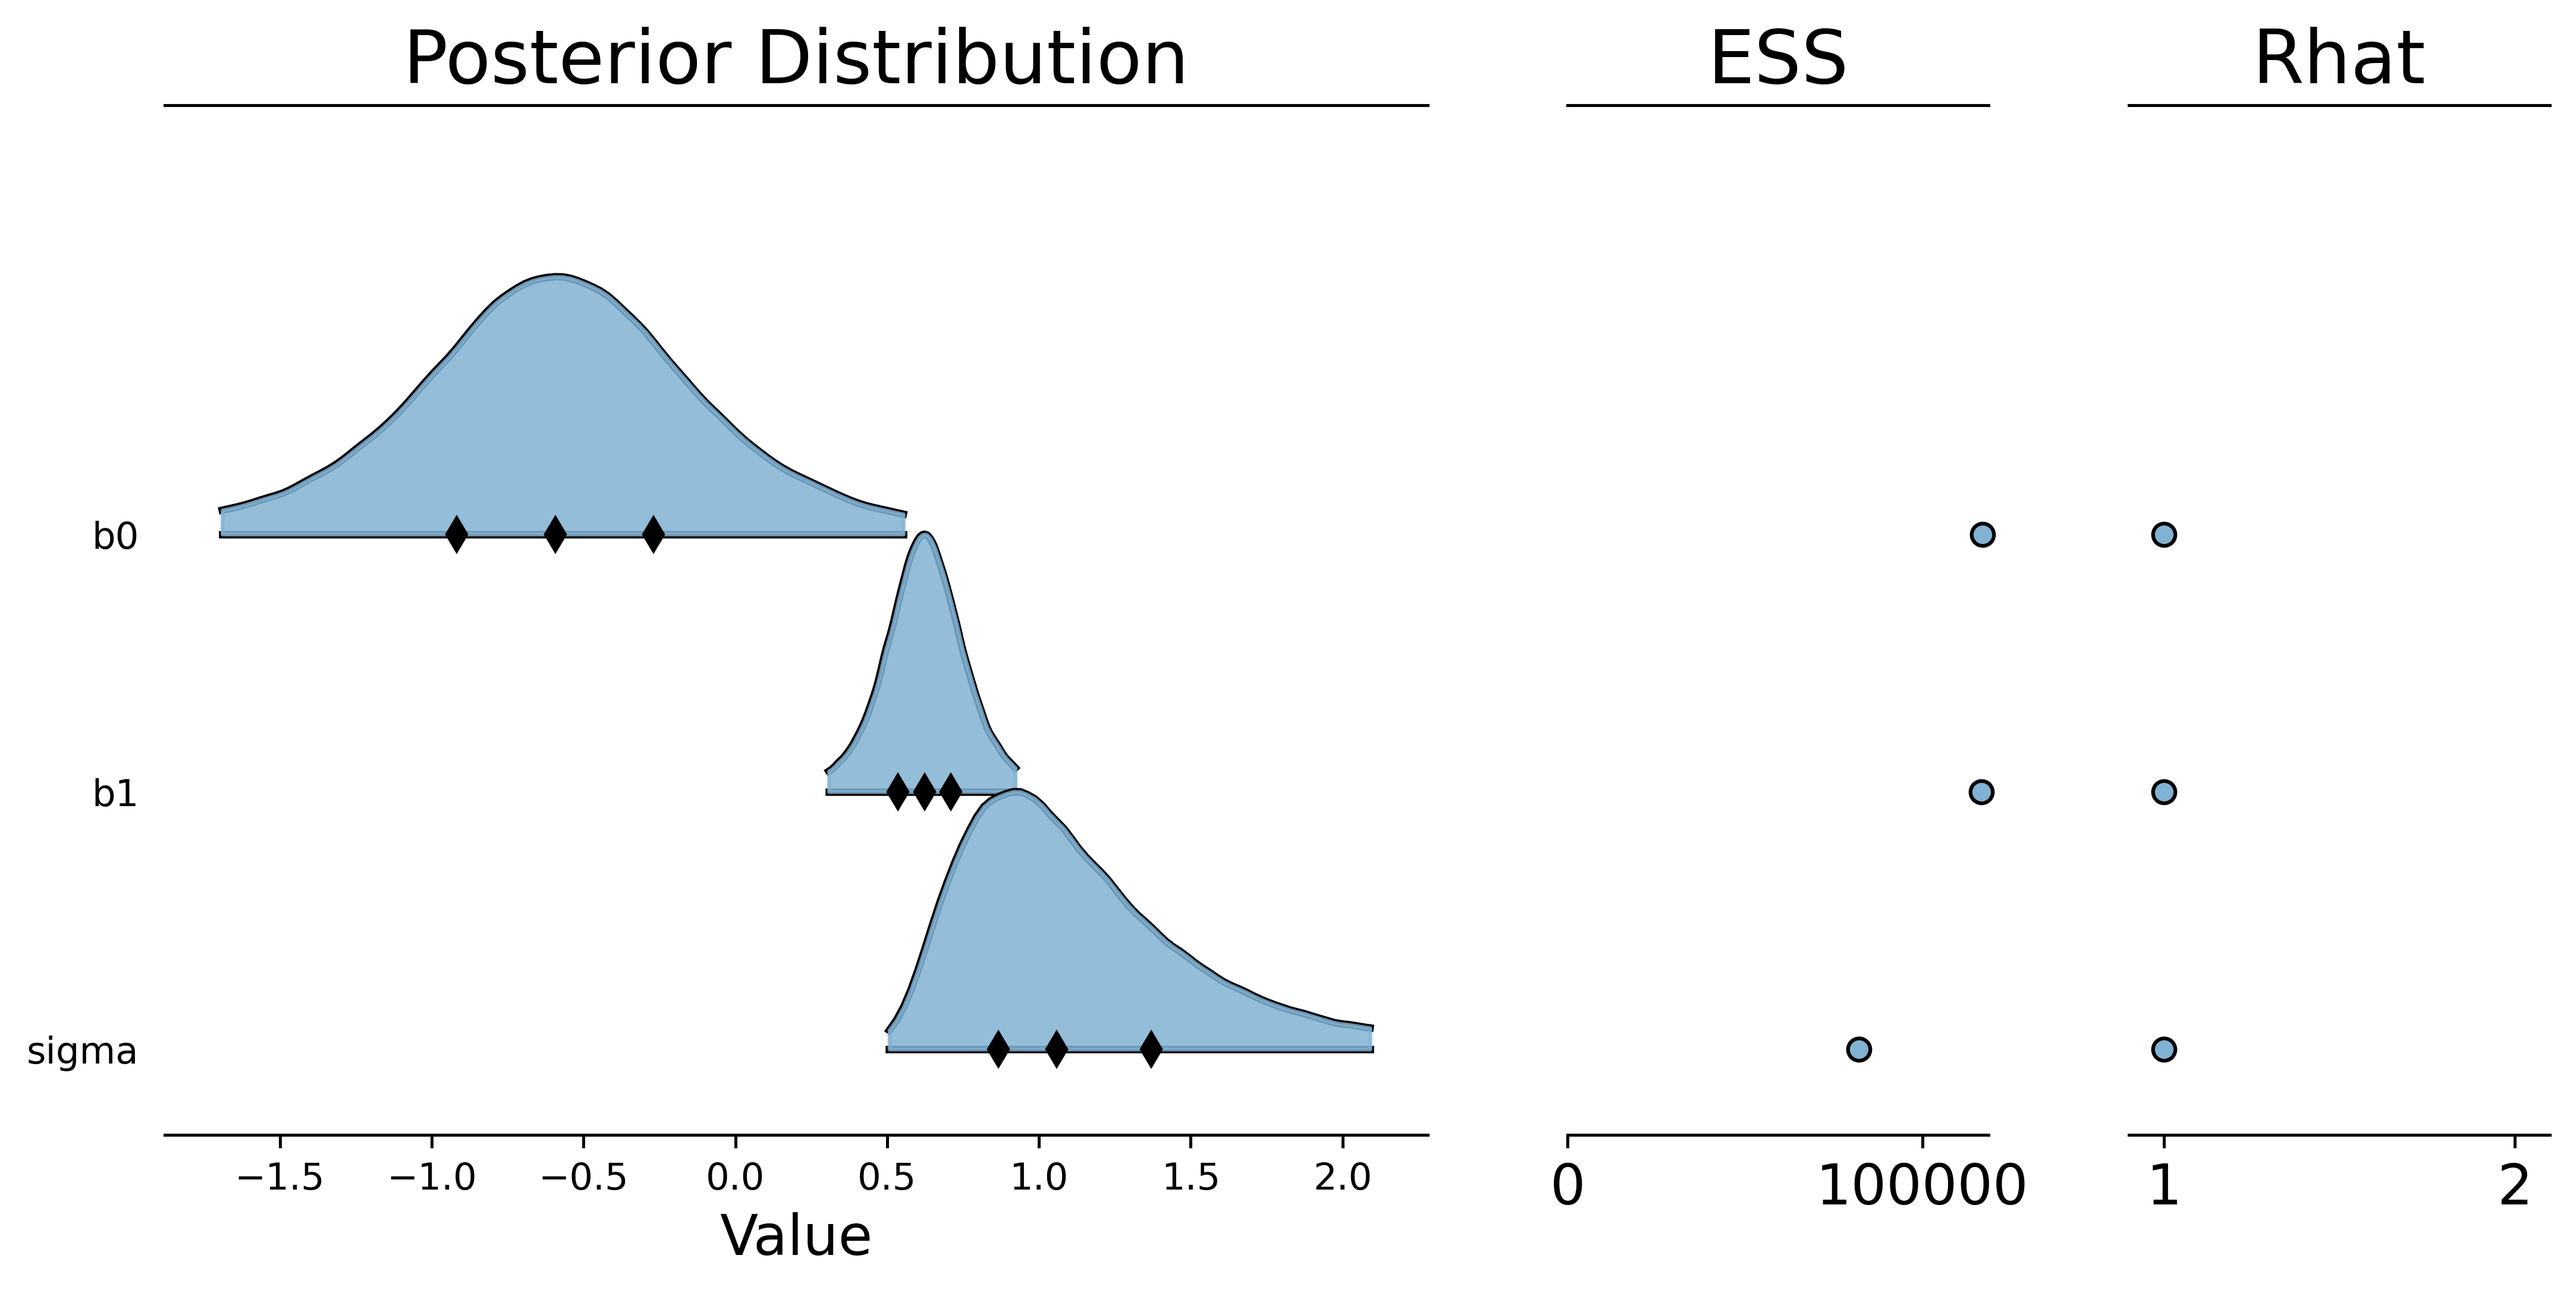 Posterior Distribution ESS Rhat
b0
b1
sigma
−1.5 −1.0 −0.5 0.0 0.5 1.0 1.5 2.0 0 100000 1 2
Value